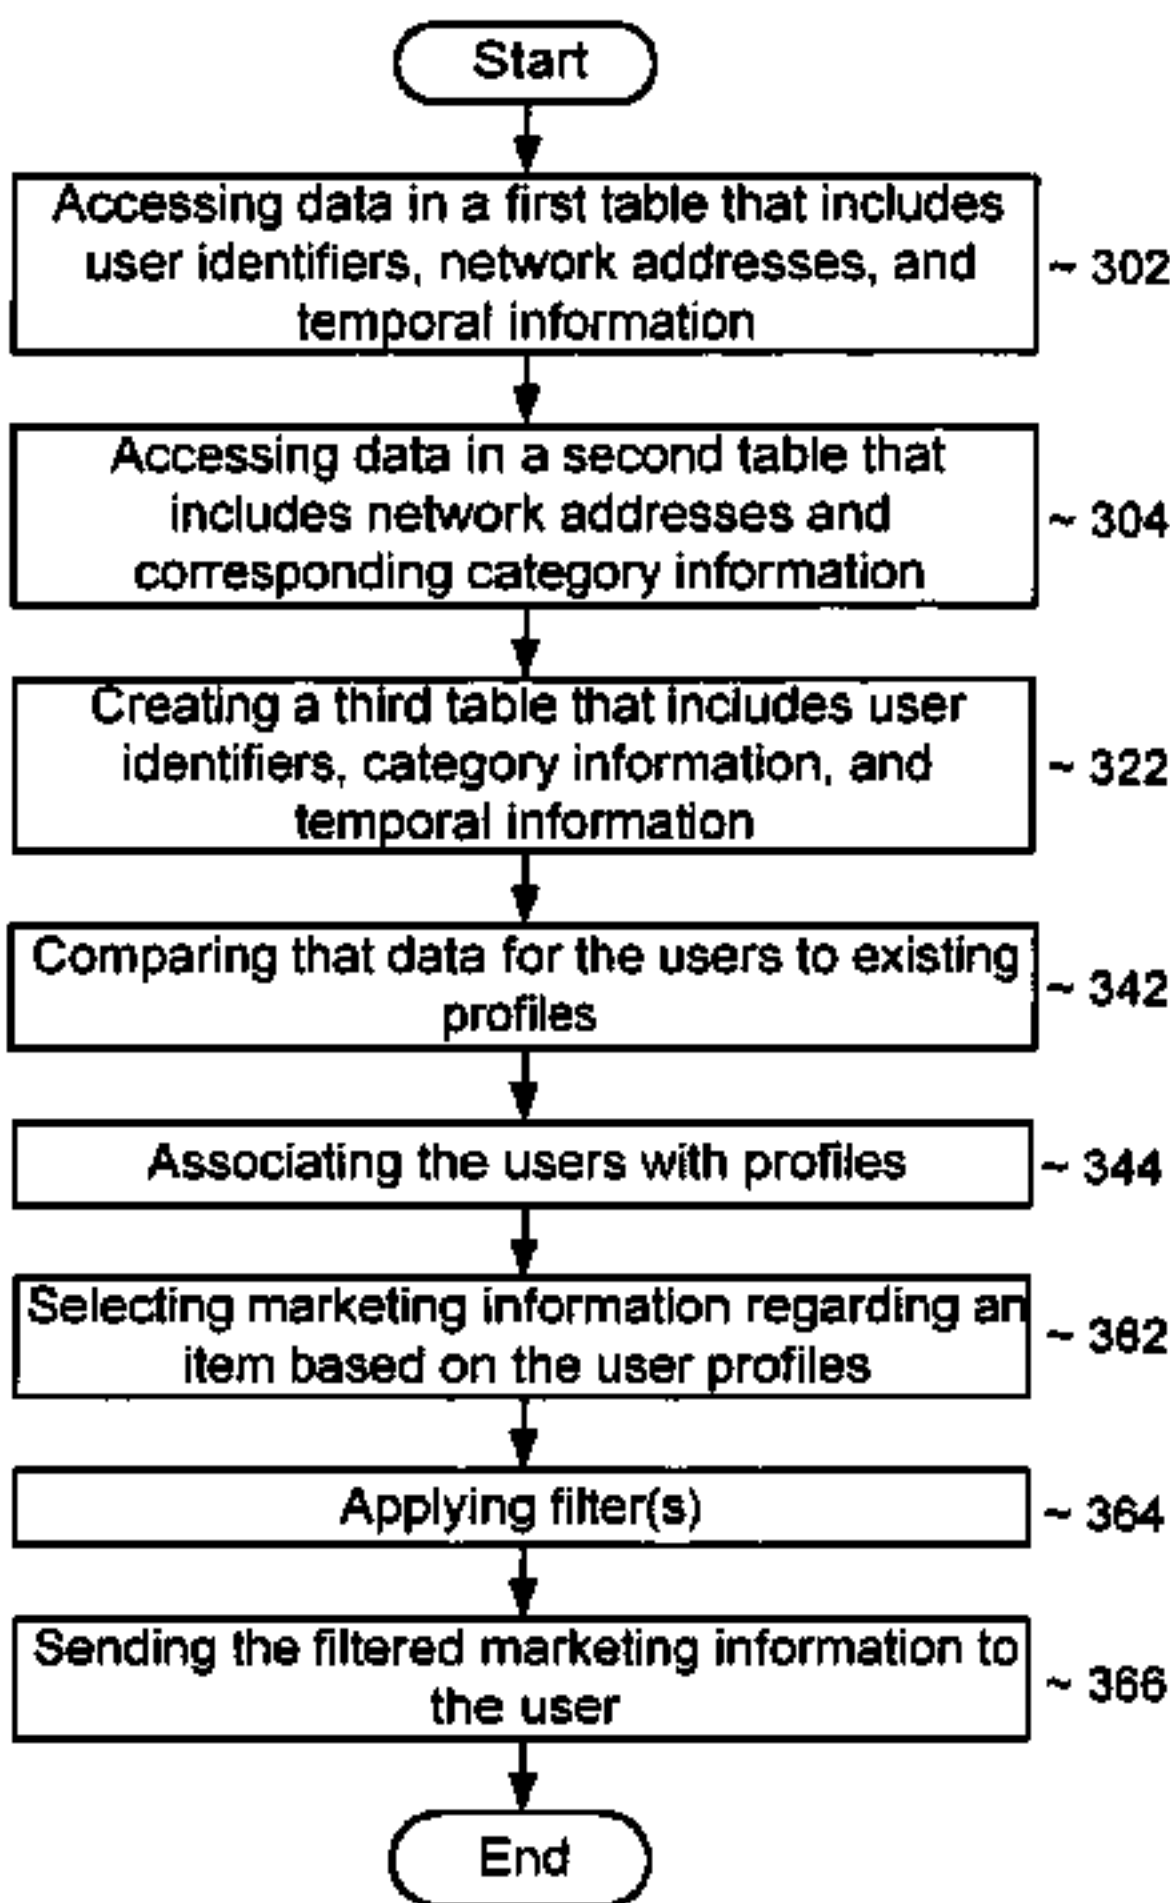 Start
Accessing data in a first table that includes
user identifiers, network addresses, and
temporal information
~ 302
Accessing data in a second table that
includes network addresses and
corresponding category information
~ 304
Creating a third table that includes user
identifiers, category information, and
temporal information
~ 322
Comparing that data for the users to existing
profiles
~ 342
Associating the users with profiles
~ 344
Selecting marketing information regarding an
item based on the user profiles
~ 362
Applying filter(s)
~ 364
Sending the filtered marketing information to
the user
~ 366
End